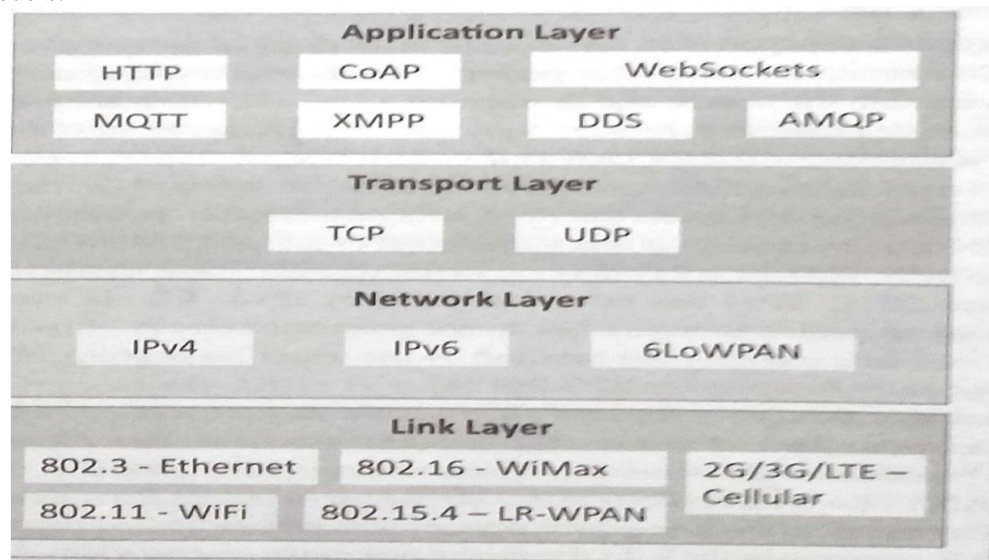 Application Layer
HTTP CoAP WebSockets
MQTT XMPP DDS AMQP
Transport Layer
TCP UDP
Network Layer
IPv4 IPv6 6LoWPAN
Link Layer
802.3 - Ethernet 802.16 - WiMax 2G/3G/LTE –
Cellular
802.11 - WiFi 802.15.4 – LR-WPAN